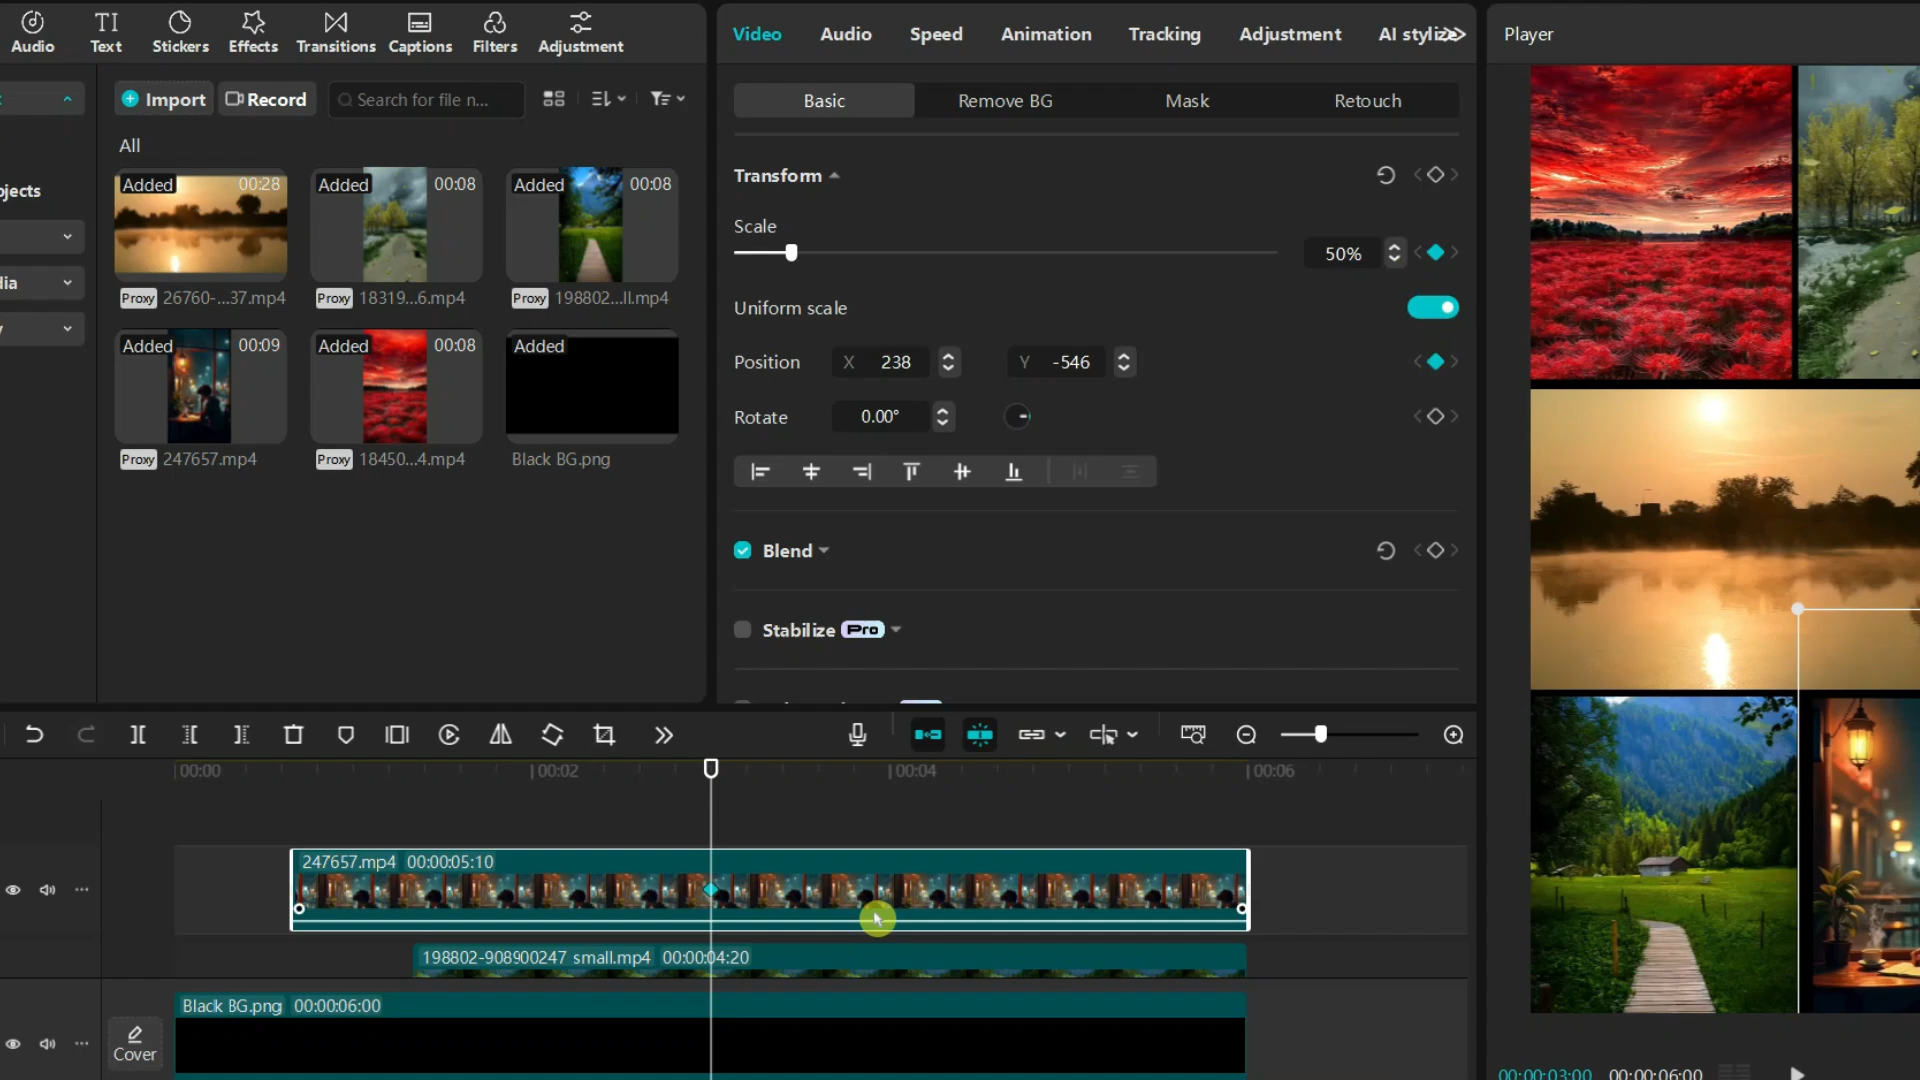 Audio
Text
Stickers
Effects
Transitions
Captions
Filters
Adjustment
Import
Record
Search for file n...
All
Added 00:28
Added 00:08
Added 00:08
Proxy 26760-...37.mp4
Proxy 18319...6.mp4
Proxy 198802...ll.mp4
Added 00:09
Added 00:08
Added
Proxy 247657.mp4
Proxy 18450...4.mp4
Black BG.png
Video
Audio
Speed
Animation
Tracking
Adjustment
AI stylize
Basic
Remove BG
Mask
Retouch
Transform
Scale
50%
Uniform scale
Position X 238 Y -546
Rotate 0.00°
Blend
Stabilize Pro
Player
00:00 00:02 00:04 00:06
247657.mp4 00:00:05:10
198802-908900247 small.mp4 00:00:04:20
Black BG.png 00:00:06:00
Cover
00:00:03:00 00:00:06:00